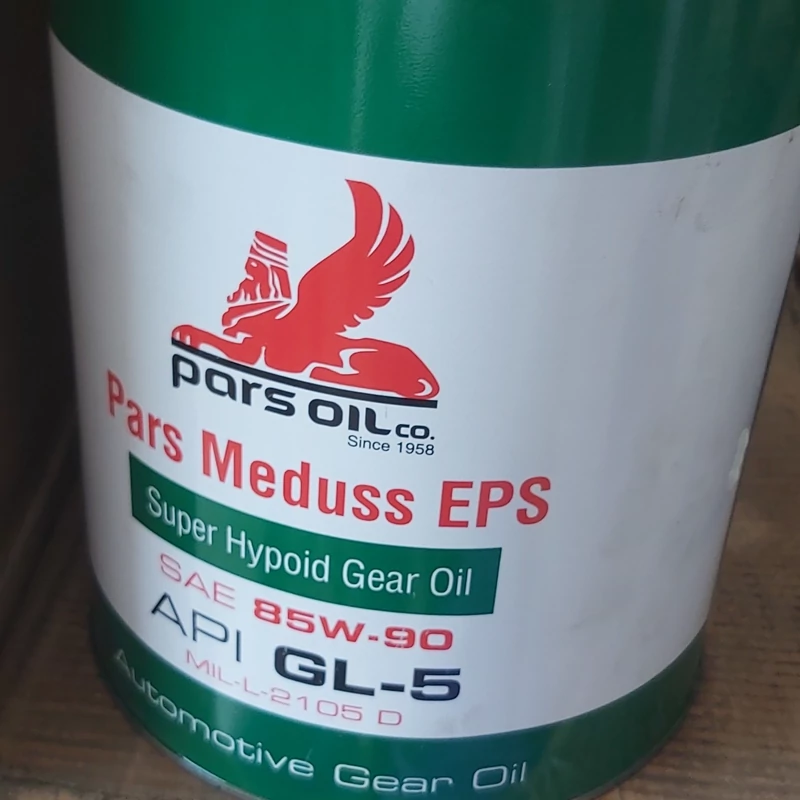 pars OIL co.
Since 1958
Pars Meduss EPS
Super Hypoid Gear Oil
SAE 85W-90
API GL-5
MIL-L-2105 D
Automotive Gear Oil